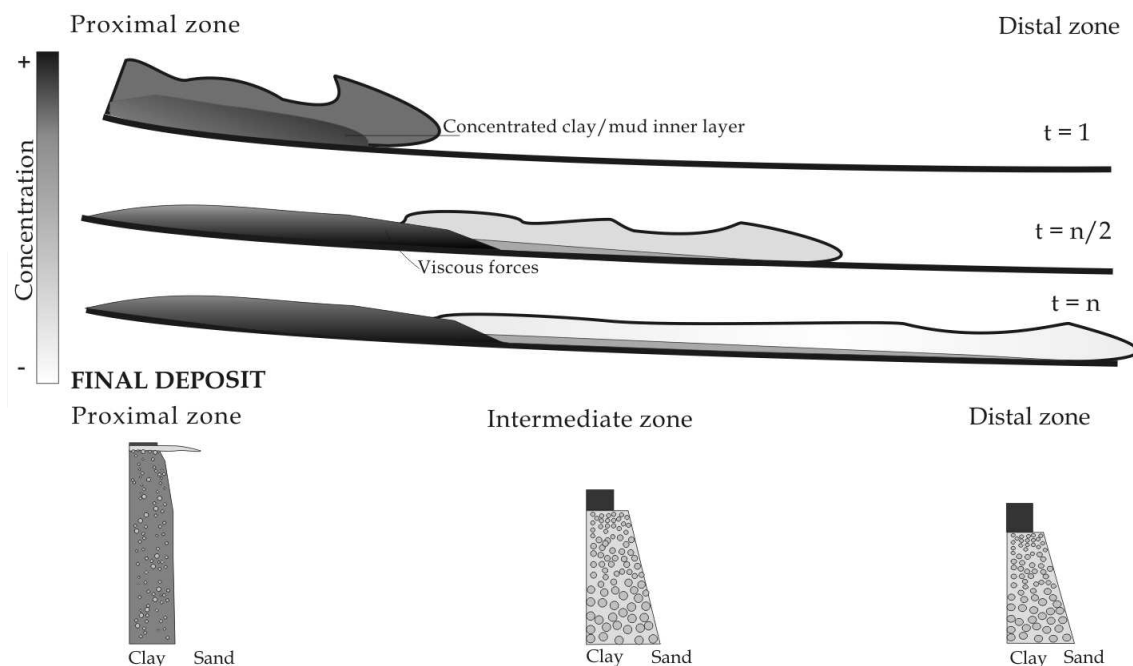 Proximal zone
Distal zone
+
Concentration
-
Concentrated clay/mud inner layer
t = 1
Viscous forces
t = n/2
t = n
FINAL DEPOSIT
Proximal zone
Intermediate zone
Distal zone
Clay Sand
Clay Sand
Clay Sand